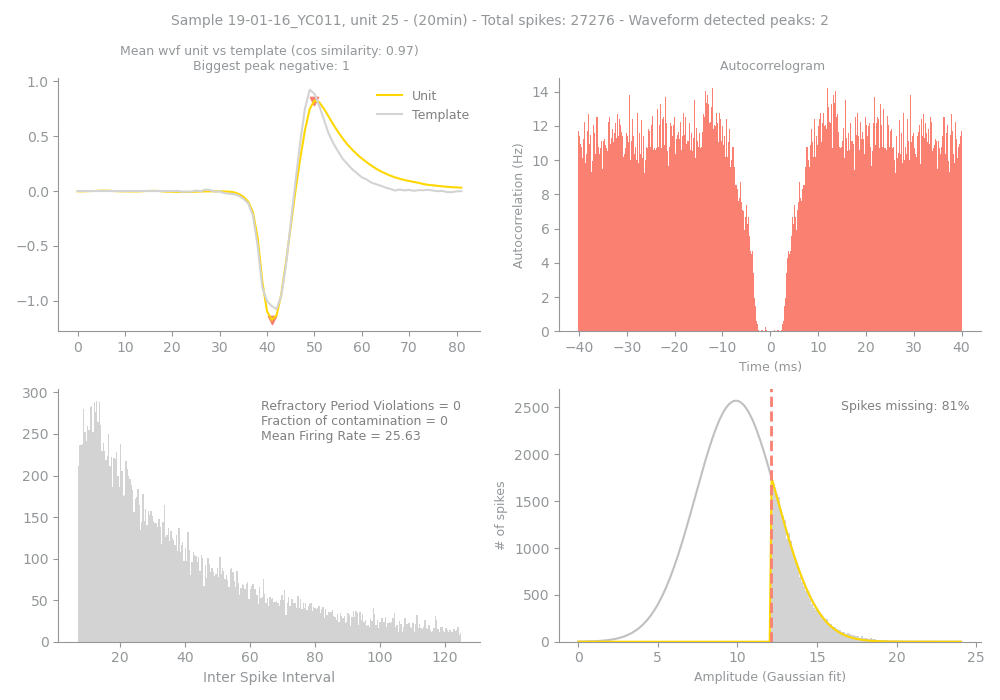 Sample 19-01-16_YC011, unit 25 - (20min) - Total spikes: 27276 - Waveform detected peaks: 2
Mean wvf unit vs template (cos similarity: 0.97)
Biggest peak negative: 1
1.0
0.5
0.0
−0.5
−1.0
0 10 20 30 40 50 60 70 80
Unit
Template
Autocorrelogram
Autocorrelation (Hz)
14
12
10
8
6
4
2
0
−40 −30 −20 −10 0 10 20 30 40
Time (ms)
300
250
200
150
100
50
0
20 40 60 80 100 120
Inter Spike Interval
Refractory Period Violations = 0
Fraction of contamination = 0
Mean Firing Rate = 25.63
# of spikes
2500
2000
1500
1000
500
0
0 5 10 15 20 25
Amplitude (Gaussian fit)
Spikes missing: 81%